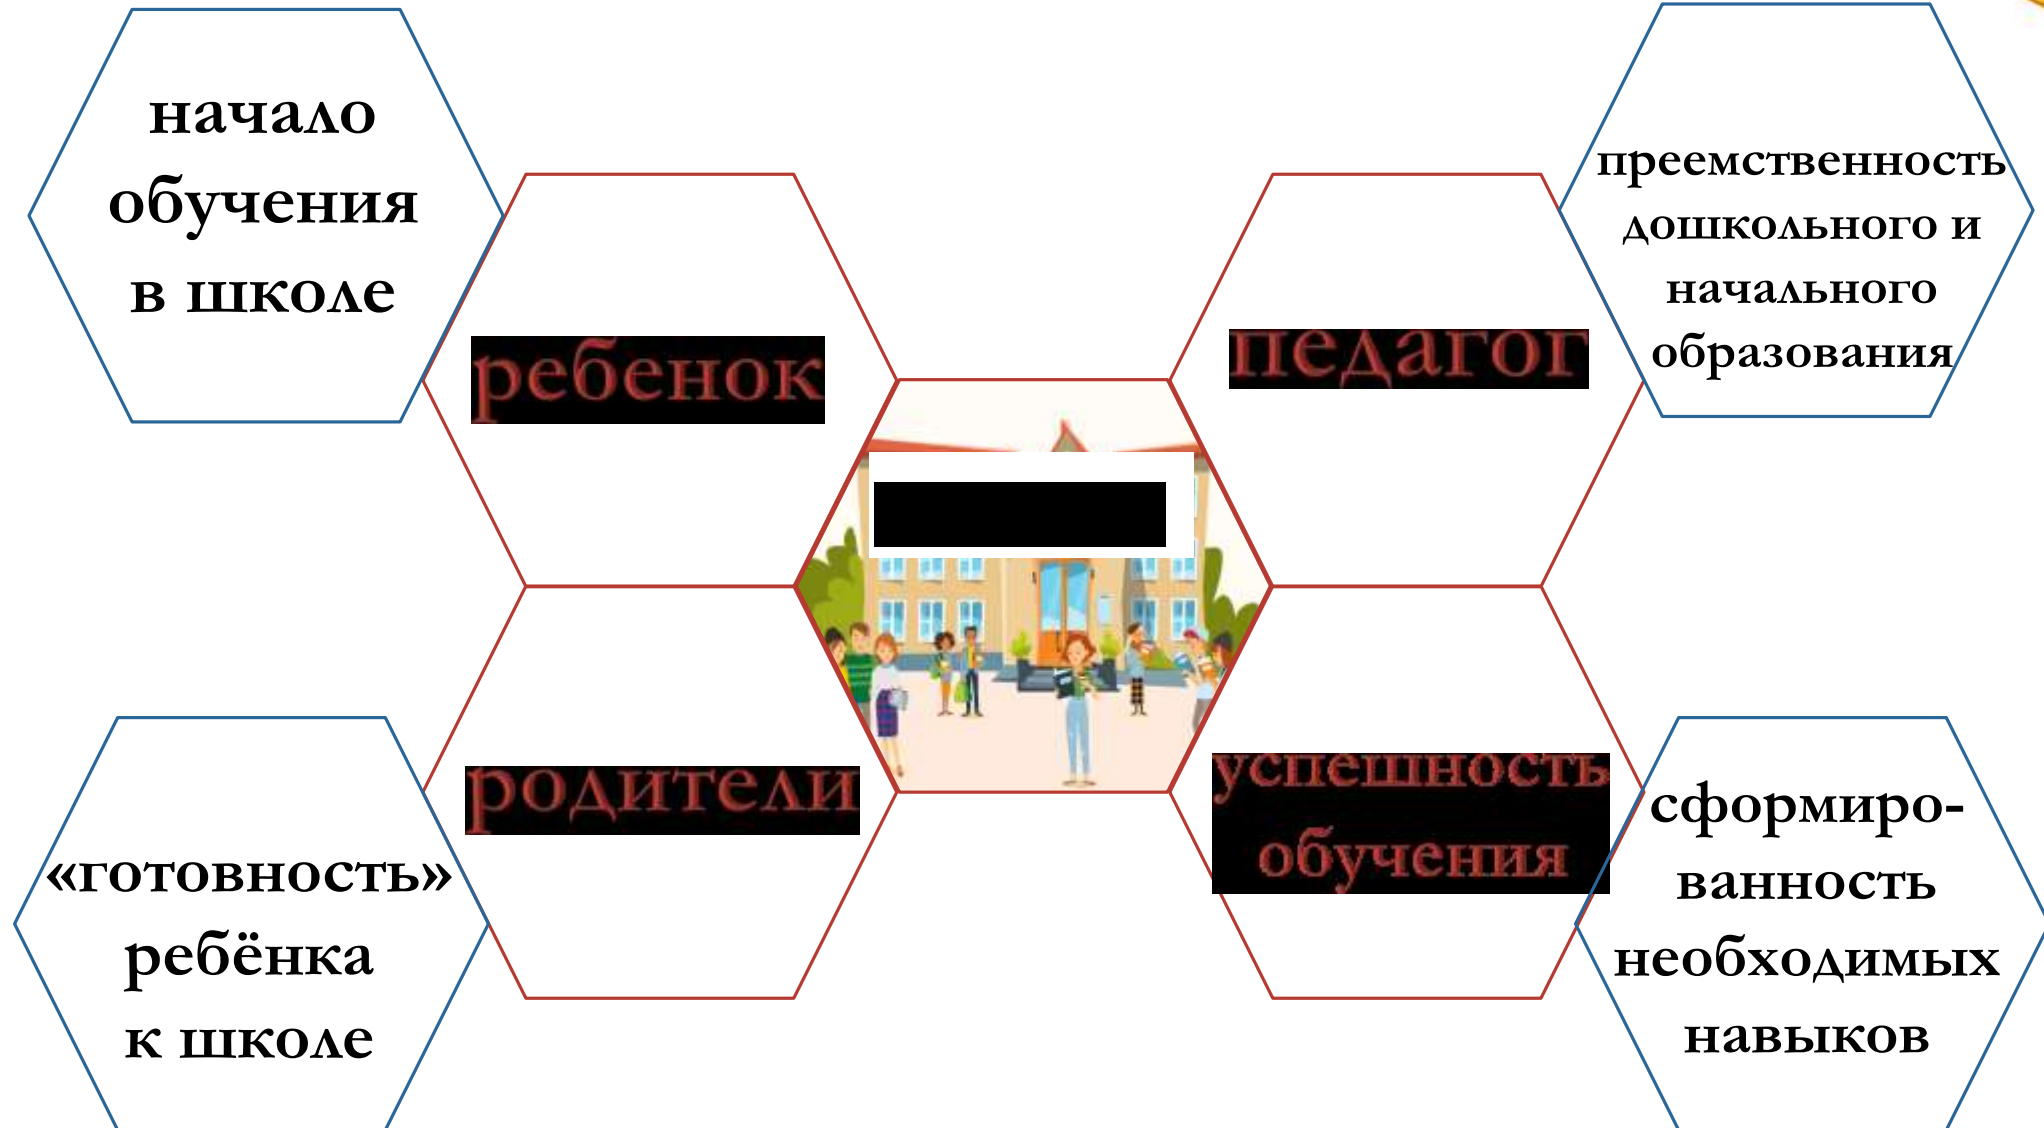 начало
обучения
в школе
ребенок
педагог
преемственность
дошкольного и
начального
образования
«готовность»
ребёнка
к школе
родители
успешность
обучения
сформиро-
ванность
необходимых
навыков